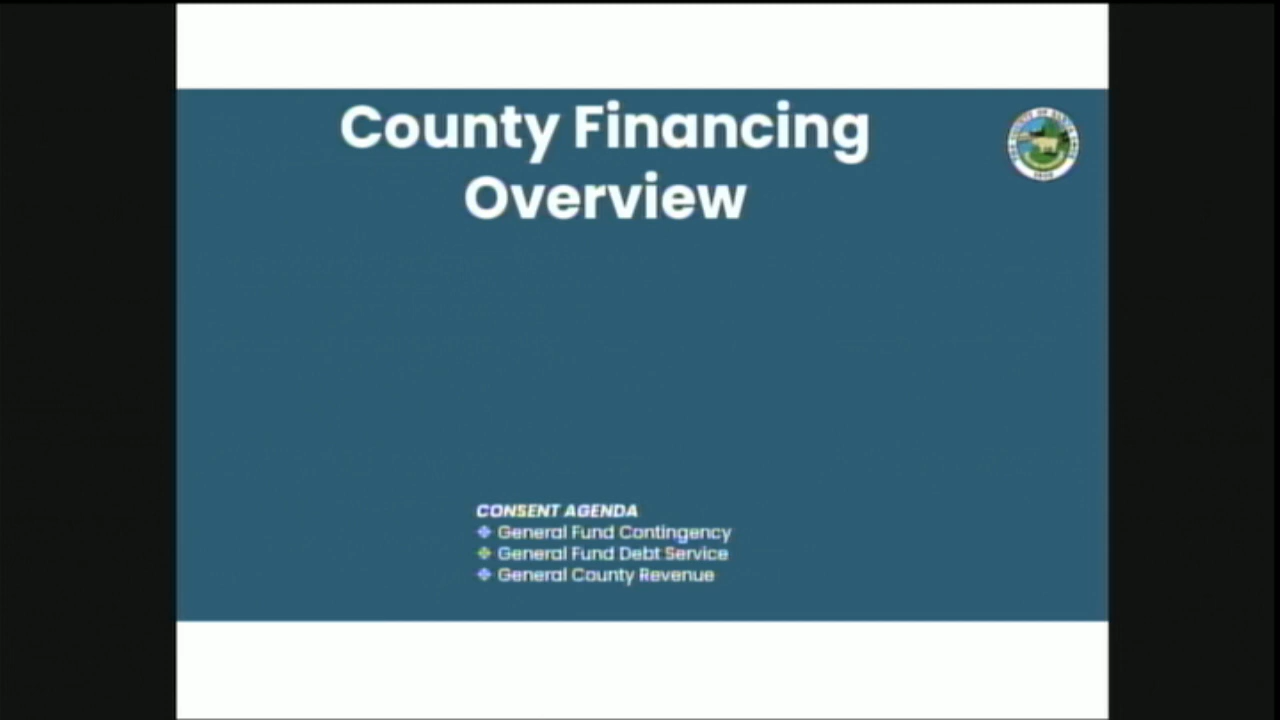 County Financing
Overview
CONSENT AGENDA
General Fund Contingency
General Fund Debt Service
General County Revenue